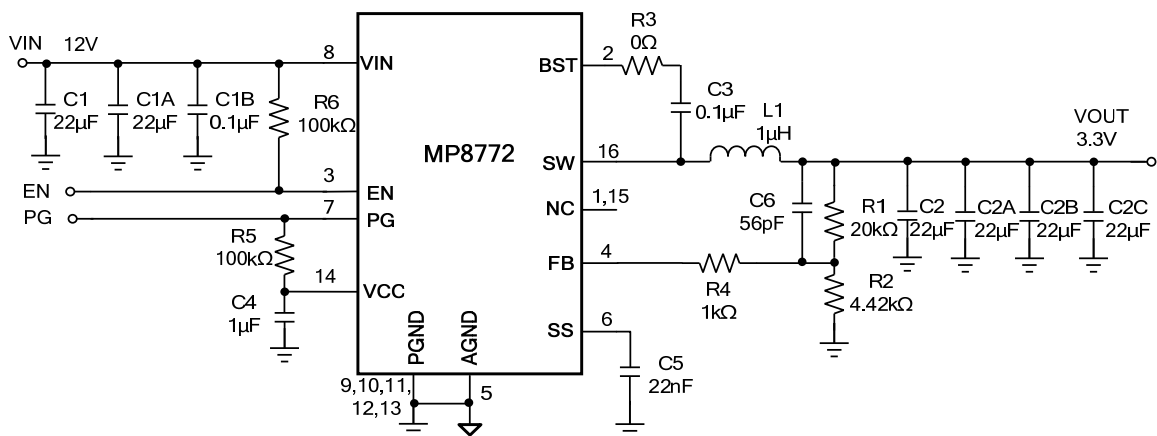 VIN
12V
8
VIN
C1
22µF
C1A
22µF
C1B
0.1µF
R6
100kΩ
EN
3
EN
PG
7
PG
R5
100kΩ
14
VCC
C4
1µF
MP8772
PGND
AGND
9,10,11,
12,13
5
BST
2
R3
0Ω
C3
0.1µF
L1
1µH
SW
16
NC
1,15
FB
4
R4
1kΩ
C6
56pF
R1
20kΩ
R2
4.42kΩ
SS
6
C5
22nF
C2
22µF
C2A
22µF
C2B
22µF
C2C
22µF
VOUT
3.3V